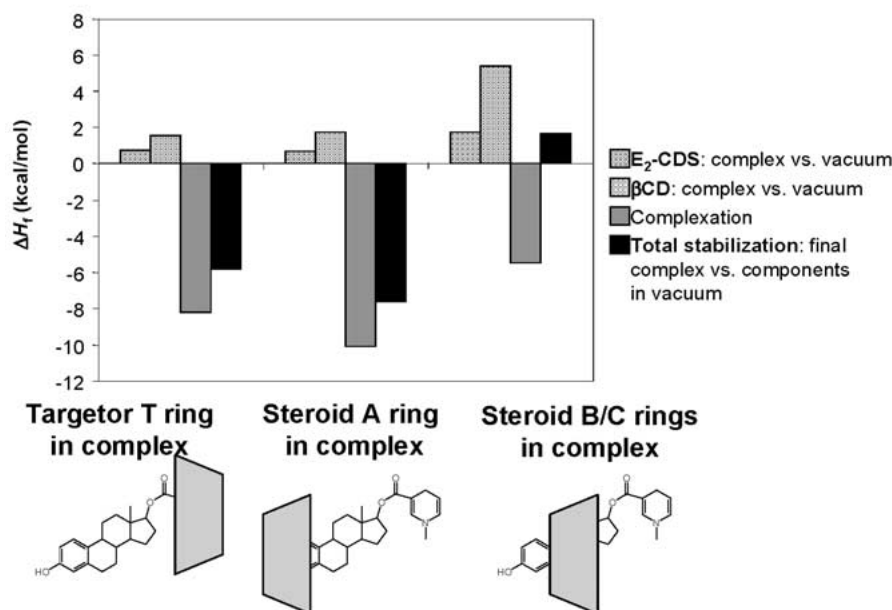 8
6
4
2
0
-2
-4
-6
-8
-10
-12
ΔHf (kcal/mol)
E2-CDS: complex vs. vacuum
βCD: complex vs. vacuum
Complexation
Total stabilization: final
complex vs. components
in vacuum
Targetor T ring
in complex
Steroid A ring
in complex
Steroid B/C rings
in complex
O
O
HO
O
O
N
O
O
N
HO